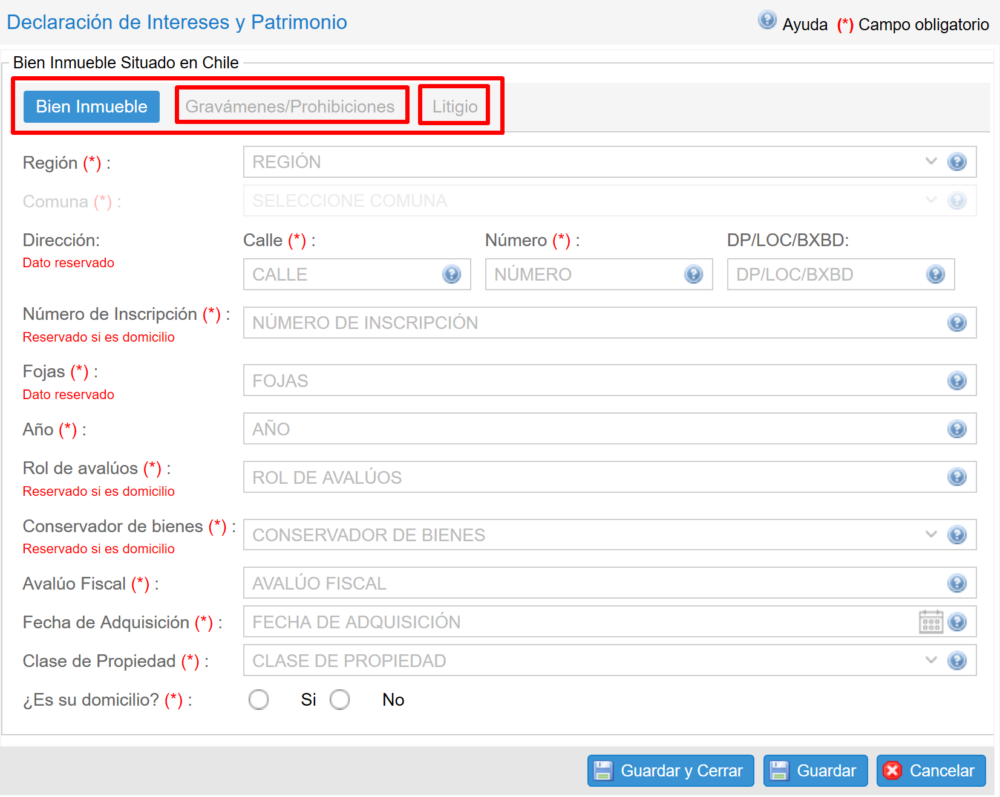 Declaración de Intereses y Patrimonio
Ayuda (*) Campo obligatorio
Bien Inmueble Situado en Chile
Bien Inmueble Gravámenes/Prohibiciones Litigio
Región (*) : REGIÓN
Comuna (*) : SELECCIONE COMUNA
Dirección: Calle (*) : Número (*) : DP/LOC/BXBD:
Dato reservado
CALLE NÚMERO DP/LOC/BXBD
Número de Inscripción (*) : NÚMERO DE INSCRIPCIÓN
Reservado si es domicilio
Fojas (*) : FOJAS
Dato reservado
Año (*) : AÑO
Rol de avalúos (*) : ROL DE AVALÚOS
Reservado si es domicilio
Conservador de bienes (*) : CONSERVADOR DE BIENES
Reservado si es domicilio
Avalúo Fiscal (*) : AVALÚO FISCAL
Fecha de Adquisición (*) : FECHA DE ADQUISICIÓN
Clase de Propiedad (*) : CLASE DE PROPIEDAD
¿Es su domicilio? (*) : Si No
Guardar y Cerrar Guardar Cancelar